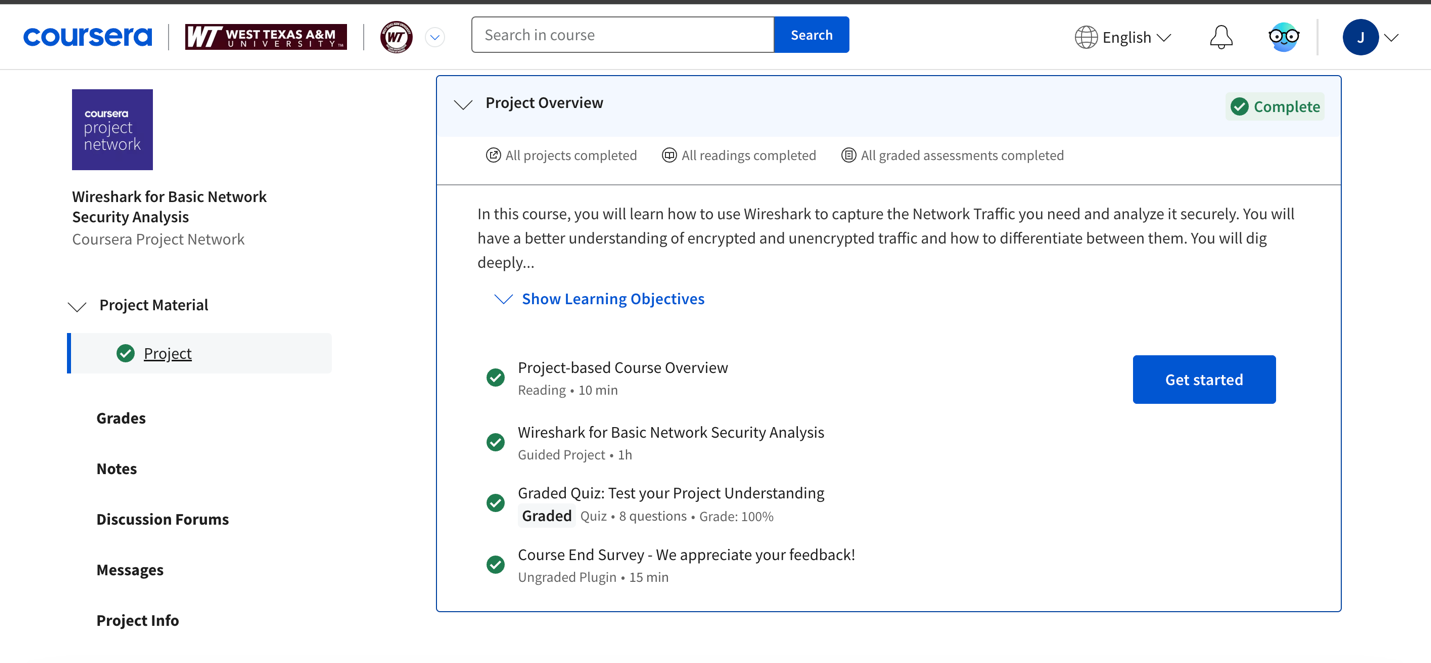 coursera
WT WEST TEXAS A&M
UNIVERSITY
WT
Search in course
Search
English
J
coursera
project
network
Wireshark for Basic Network
Security Analysis
Coursera Project Network
Project Material
Project
Grades
Notes
Discussion Forums
Messages
Project Info
Project Overview
Complete
All projects completed
All readings completed
All graded assessments completed
In this course, you will learn how to use Wireshark to capture the Network Traffic you need and analyze it securely. You will
have a better understanding of encrypted and unencrypted traffic and how to differentiate between them. You will dig
deeply...
Show Learning Objectives
Project-based Course Overview
Reading • 10 min
Get started
Wireshark for Basic Network Security Analysis
Guided Project • 1h
Graded Quiz: Test your Project Understanding
Graded Quiz • 8 questions • Grade: 100%
Course End Survey - We appreciate your feedback!
Ungraded Plugin • 15 min